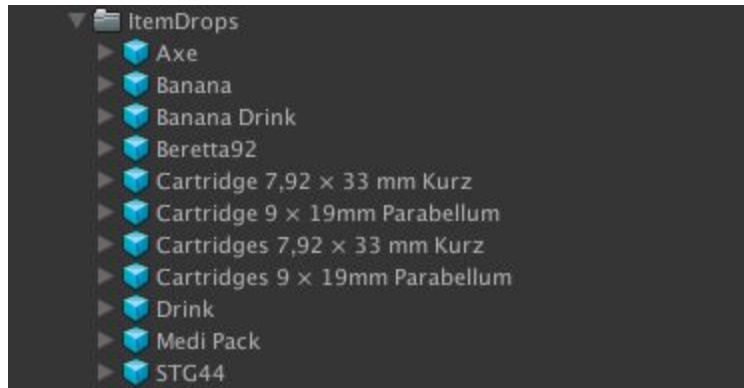 ItemDrops
Axe
Banana
Banana Drink
Beretta92
Cartridge 7,92 × 33 mm Kurz
Cartridge 9 × 19mm Parabellum
Cartridges 7,92 × 33 mm Kurz
Cartridges 9 × 19mm Parabellum
Drink
Medi Pack
STG44